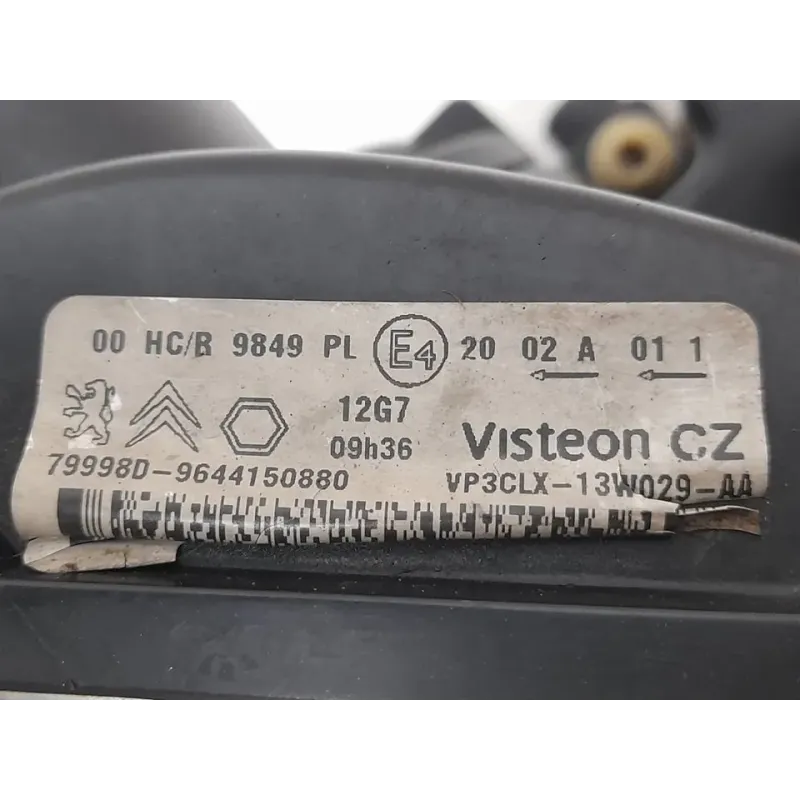 00 HC/R 9849 PL E4 20 02 A 01 1
12G7
09h36
Visteon CZ
79998D-9644150880
VP3CLX-13W029-AA